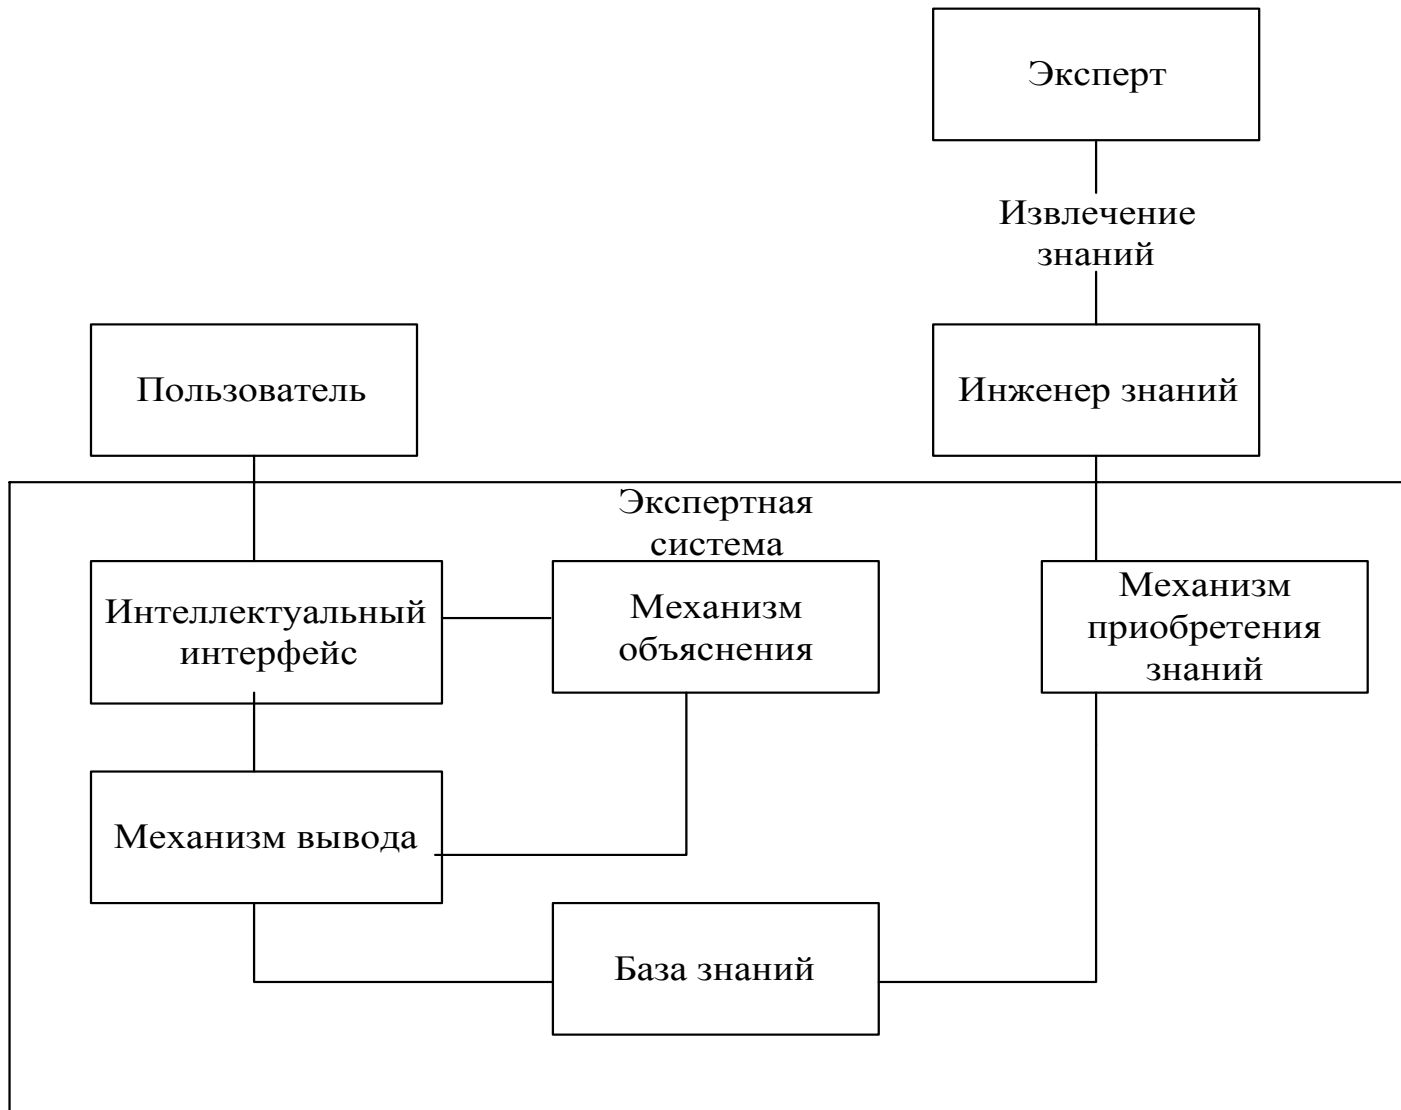 Эксперт
Извлечение
знаний
Пользователь
Инженер знаний
Экспертная
система
Интеллектуальный
интерфейс
Механизм
объяснения
Механизм
приобретения
знаний
Механизм вывода
База знаний